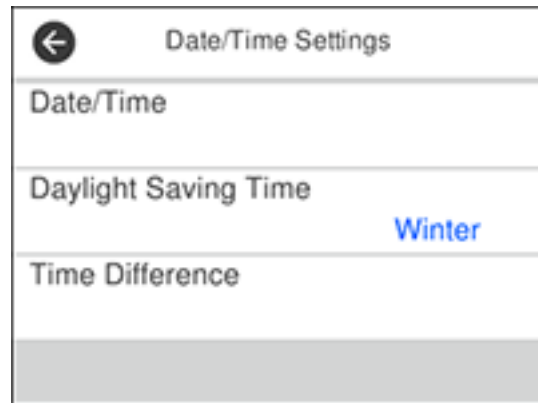 Date/Time Settings
Date/Time
Daylight Saving Time
Winter
Time Difference